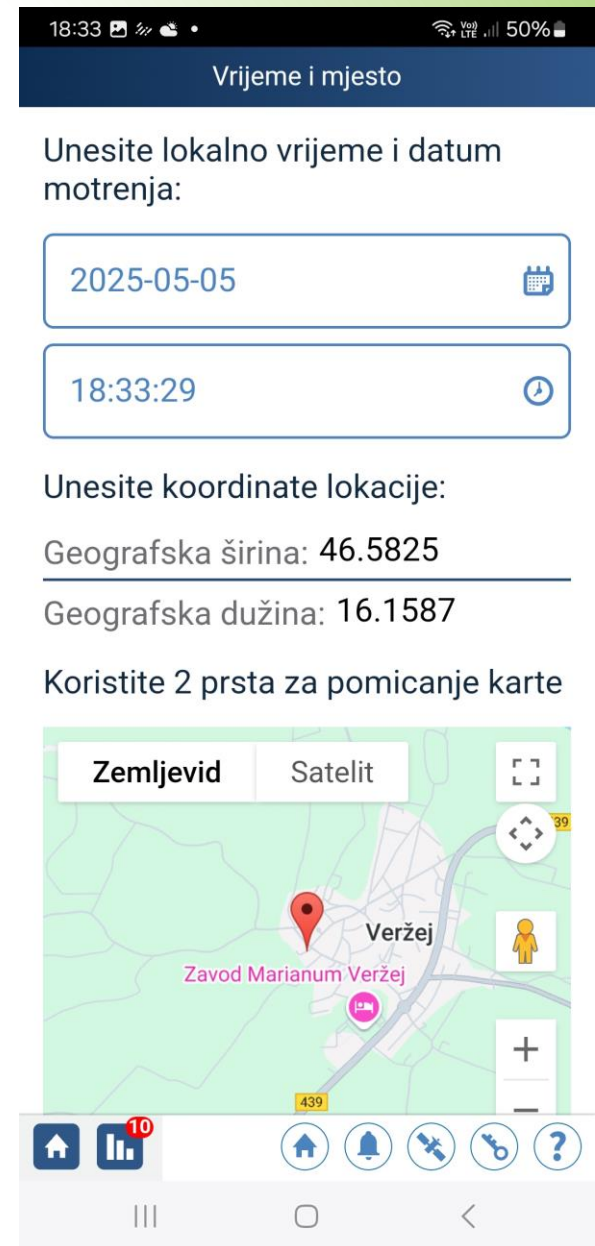 18:33 50%
Vrijeme i mjesto
Unesite lokalno vrijeme i datum
motrenja:
2025-05-05
18:33:29
Unesite koordinate lokacije:
Geografska širina: 46.5825
Geografska dužina: 16.1587
Koristite 2 prsta za pomicanje karte
Zemljevid Satelit
39
Veržej
Zavod Marianum Veržej
439
10
?